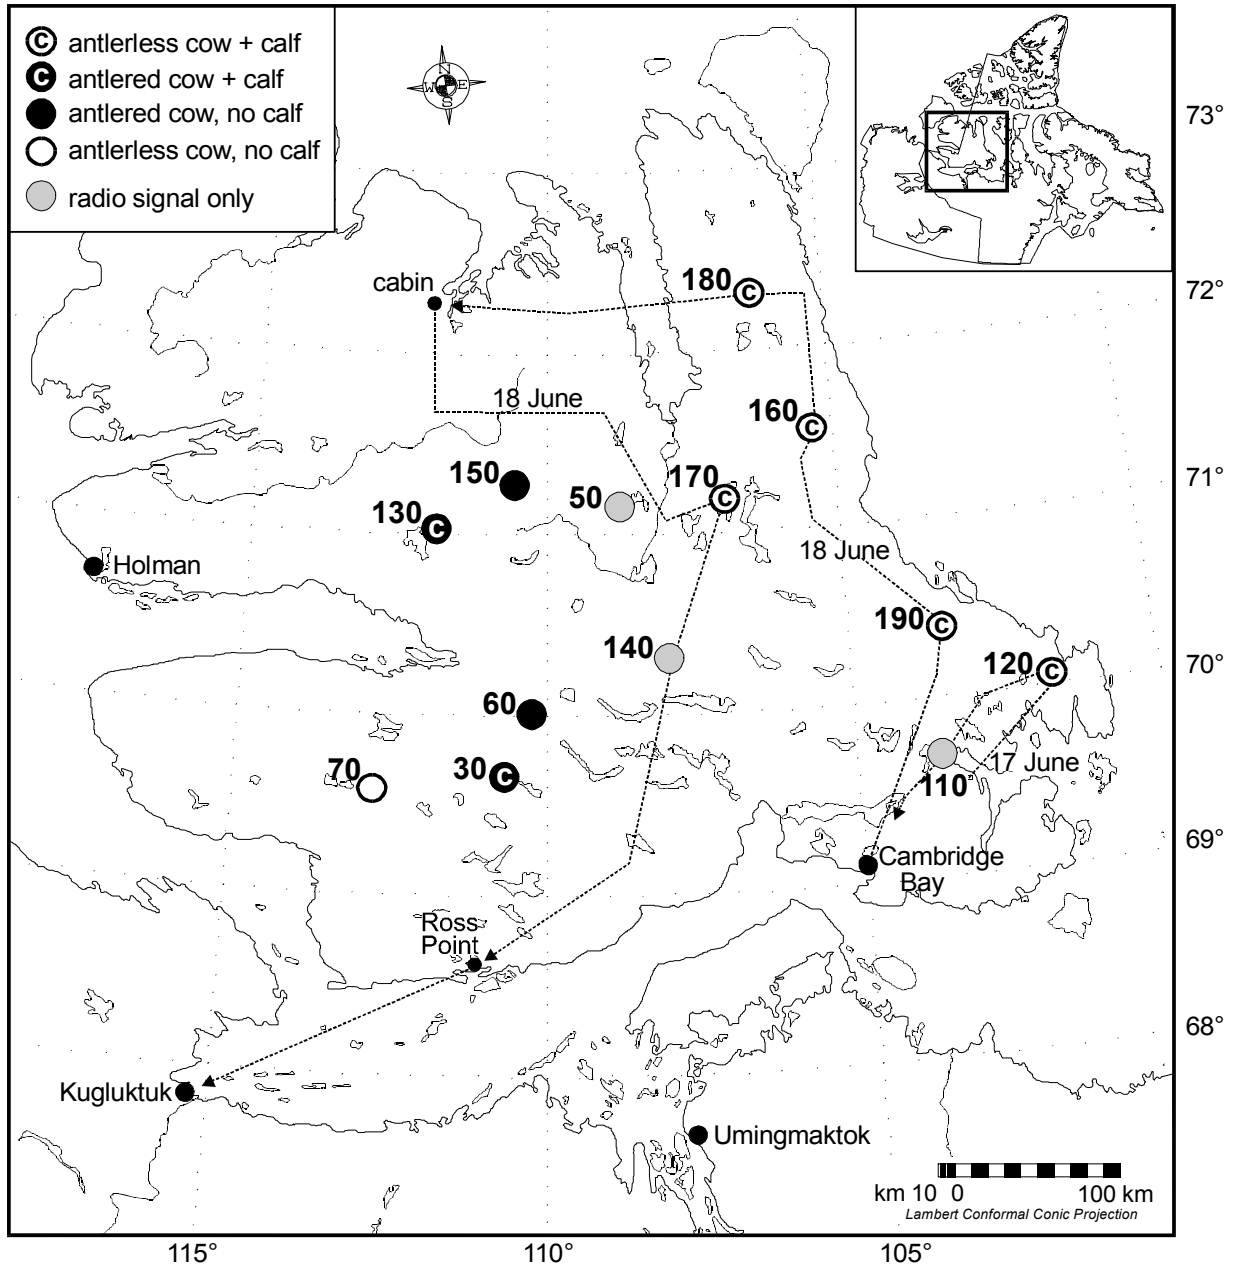 C antlerless cow + calf
C antlered cow + calf
antlered cow, no calf
antlerless cow, no calf
radio signal only
N
W E
S
73°
72°
71°
70°
69°
68°
cabin
180 C
18 June
160 C
150
50
170 C
130 C
Holman
18 June
190 C
140
120 C
60
70
30 C
110
17 June
Cambridge
Bay
Ross
Point
Kugluktuk
Umingmaktok
km 10 0 100 km
Lambert Conformal Conic Projection
115° 110° 105°